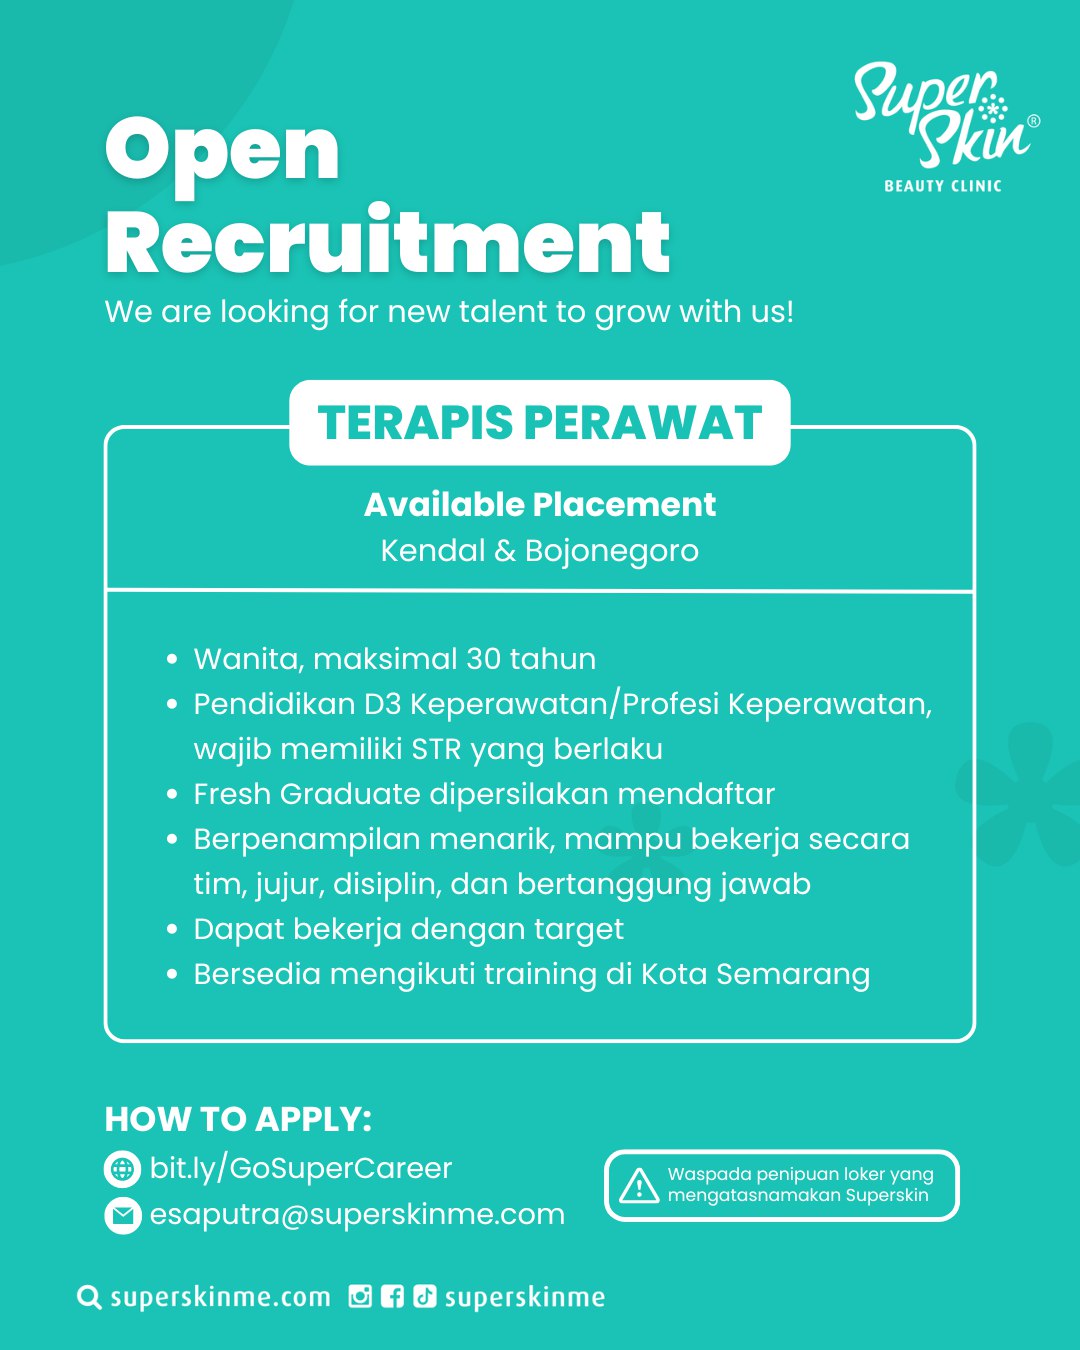 Super
Skin®
BEAUTY CLINIC
Open
Recruitment
We are looking for new talent to grow with us!
TERAPIS PERAWAT
Available Placement
Kendal & Bojonegoro
• Wanita, maksimal 30 tahun
• Pendidikan D3 Keperawatan/Profesi Keperawatan,
wajib memiliki STR yang berlaku
• Fresh Graduate dipersilakan mendaftar
• Berpenampilan menarik, mampu bekerja secara
tim, jujur, disiplin, dan bertanggung jawab
• Dapat bekerja dengan target
• Bersedia mengikuti training di Kota Semarang
HOW TO APPLY:
bit.ly/GoSuperCareer
esaputra@superskinme.com
Waspada penipuan loker yang
mengatasnamakan Superskin
superskinme.com superskinme